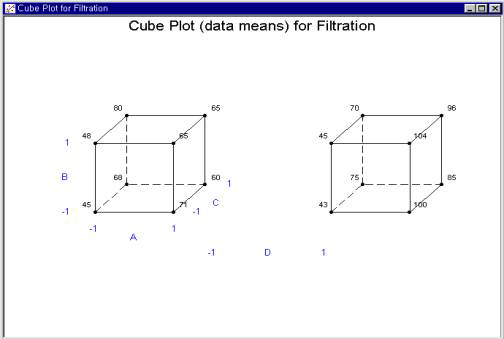 Cube Plot for Filtration
Cube Plot (data means) for Filtration
80 65 70 96
1 48 65 45 104
B 68 60 1 75 85
C
-1 45 71 -1 43 100
-1 1
A
-1 D 1